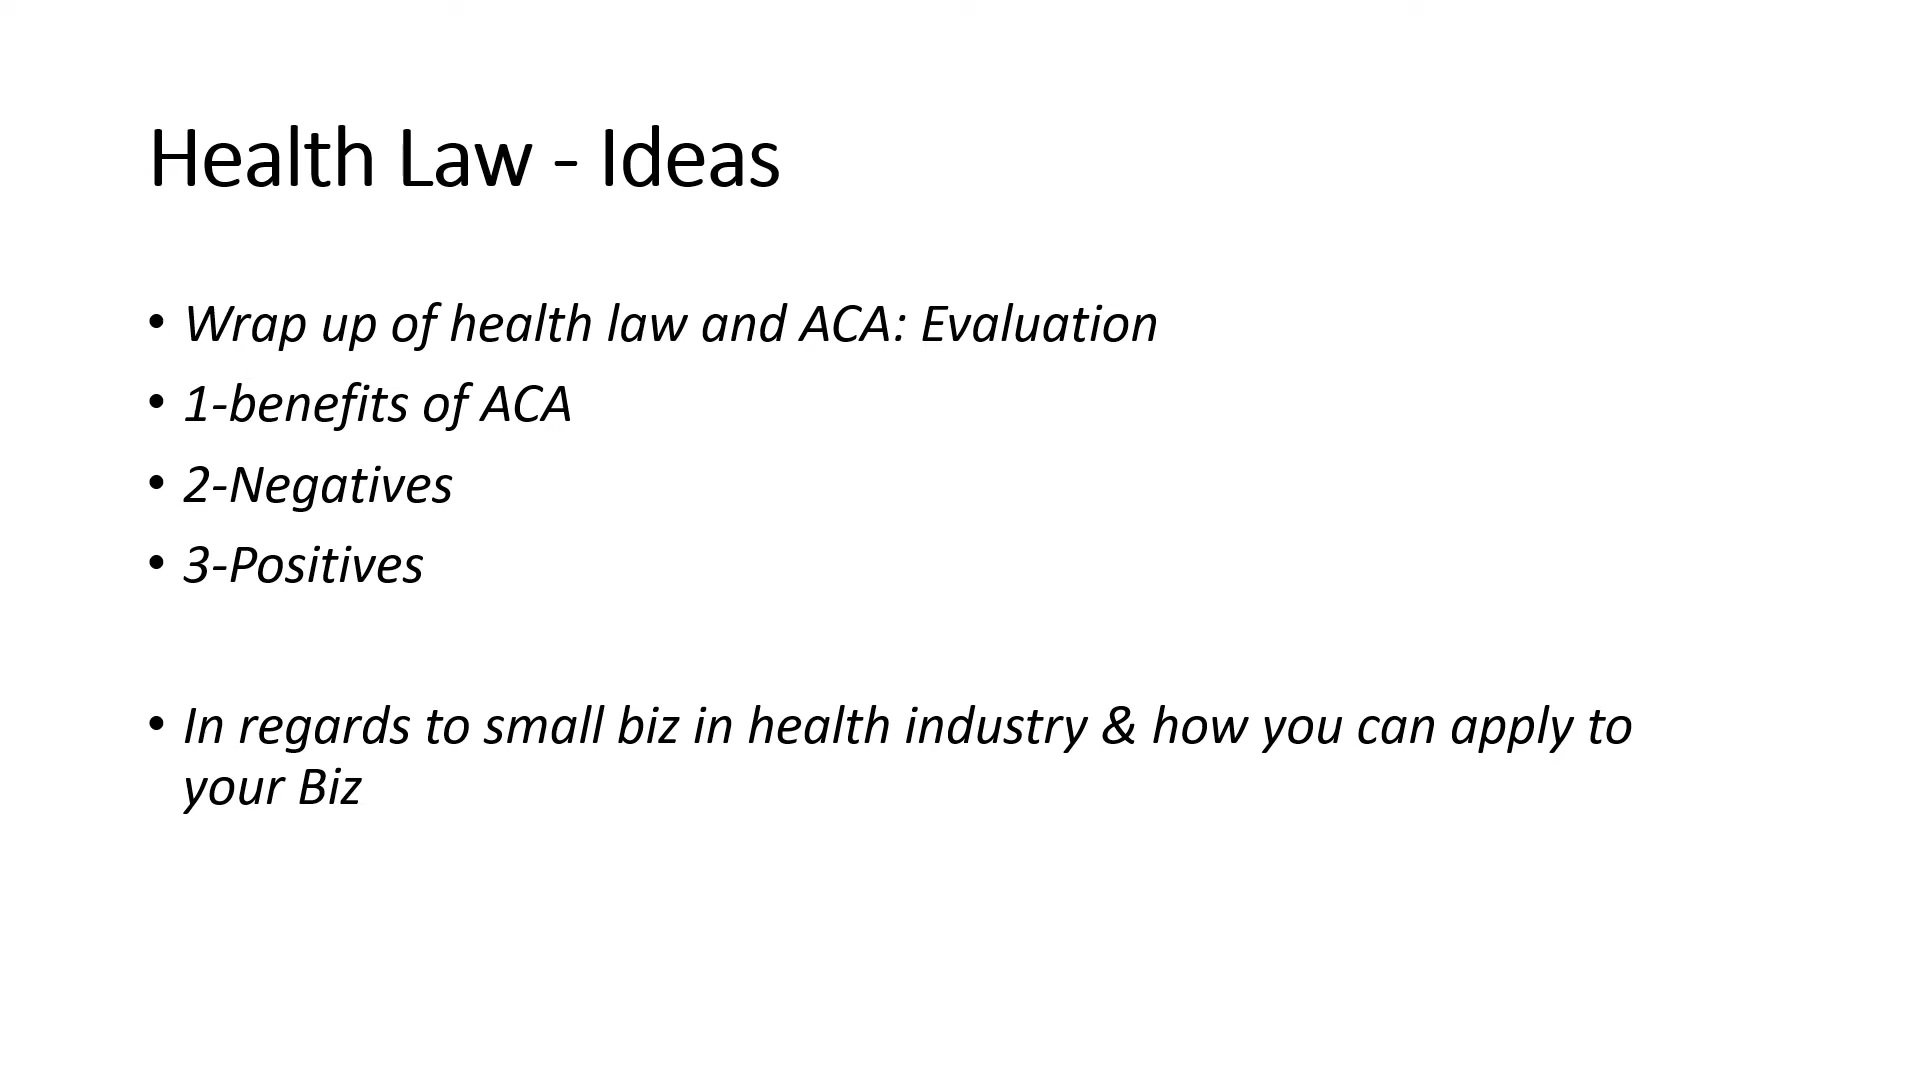 Health Law - Ideas
• Wrap up of health law and ACA: Evaluation
• 1-benefits of ACA
• 2-Negatives
• 3-Positives
• In regards to small biz in health industry & how you can apply to
your Biz